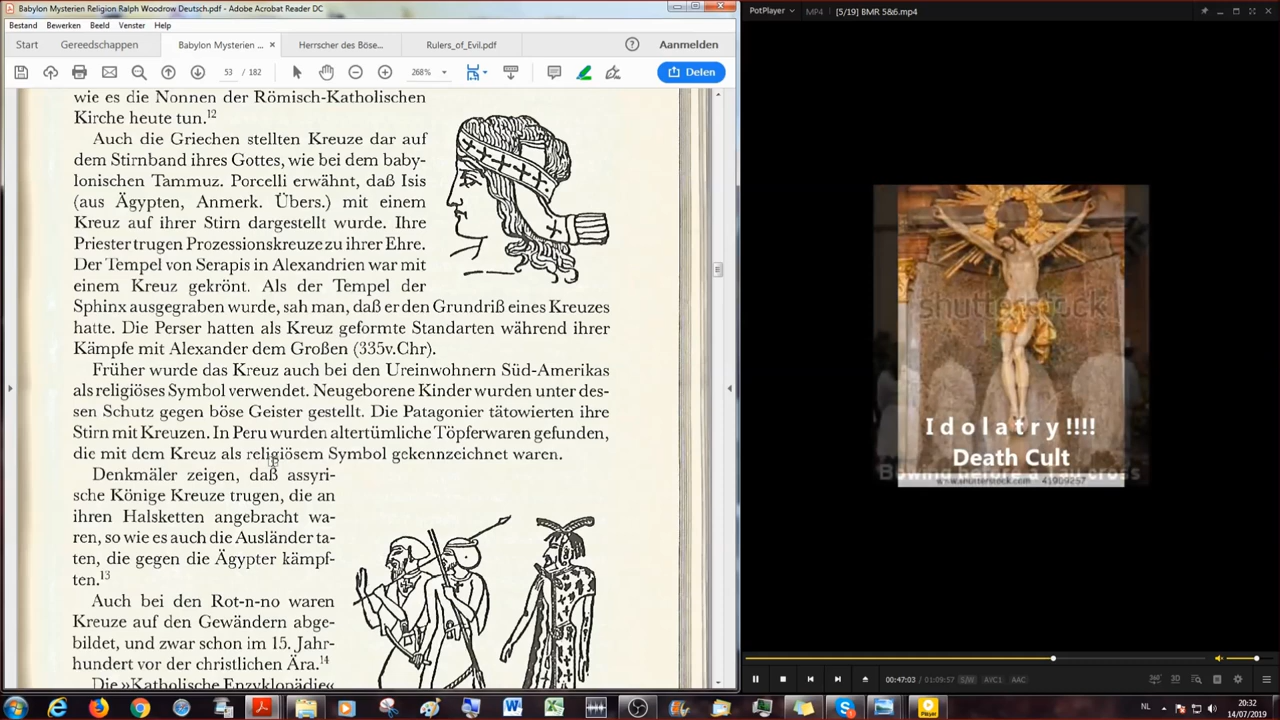 Babylon Mysterien Religion Ralph Woodrow Deutsch.pdf - Adobe Acrobat Reader DC
Bestand Bewerken Beeld Venster Help
Start Gereedschappen Babylon Mysterien ... × Herrscher des Böse... Rulers_of_Evil.pdf Aanmelden
53 / 182 268% Delen
wie es die Nonnen der Römisch-Katholischen
Kirche heute tun.12
Auch die Griechen stellten Kreuze dar auf
dem Stirnband ihres Gottes, wie bei dem baby-
lonischen Tammuz. Porcelli erwähnt, daß Isis
(aus Ägypten, Anmerk. Übers.) mit einem
Kreuz auf ihrer Stirn dargestellt wurde. Ihre
Priester trugen Prozessionskreuze zu ihrer Ehre.
Der Tempel von Serapis in Alexandrien war mit
einem Kreuz gekrönt. Als der Tempel der
Sphinx ausgegraben wurde, sah man, daß er den Grundriß eines Kreuzes
hatte. Die Perser hatten als Kreuz geformte Standarten während ihrer
Kämpfe mit Alexander dem Großen (335v.Chr).
Früher wurde das Kreuz auch bei den Ureinwohnern Süd-Amerikas
als religiöses Symbol verwendet. Neugeborene Kinder wurden unter des-
sen Schutz gegen böse Geister gestellt. Die Patagonier tätowierten ihre
Stirn mit Kreuzen. In Peru wurden altertümliche Töpferwaren gefunden,
die mit dem Kreuz als religiösem Symbol gekennzeichnet waren.
Denkmäler zeigen, daß assyri-
sche Könige Kreuze trugen, die an
ihren Halsketten angebracht wa-
ren, so wie es auch die Ausländer ta-
ten, die gegen die Ägypter kämpf-
ten.13
Auch bei den Rot-n-no waren
Kreuze auf den Gewändern abge-
bildet, und zwar schon im 15. Jahr-
hundert vor der christlichen Ära.14
Die »Katholische Enzyklopädie«
PotPlayer MP4 [5/19] BMR 5&6.mp4
shutterstock
I d o l a t r y !!!!
Death Cult
Bowing before a Tau cross
www.shutterstock.com · 41909257
00:47:03 / 01:09:57 S/W AVC1 AAC
360° 3D
NL 20:32
14/07/2019